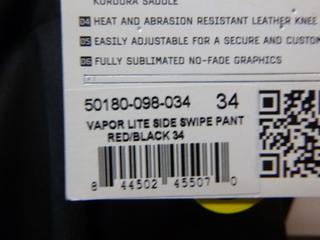 KORDURA SADDLE
04 HEAT AND ABRASION RESISTANT LEATHER KNEE
05 EASILY ADJUSTABLE FOR A SECURE AND CUSTOM
06 FULLY SUBLIMATED NO-FADE GRAPHICS
50180-098-034 34
VAPOR LITE SIDE SWIPE PANT
RED/BLACK 34
8 44502 45507 0